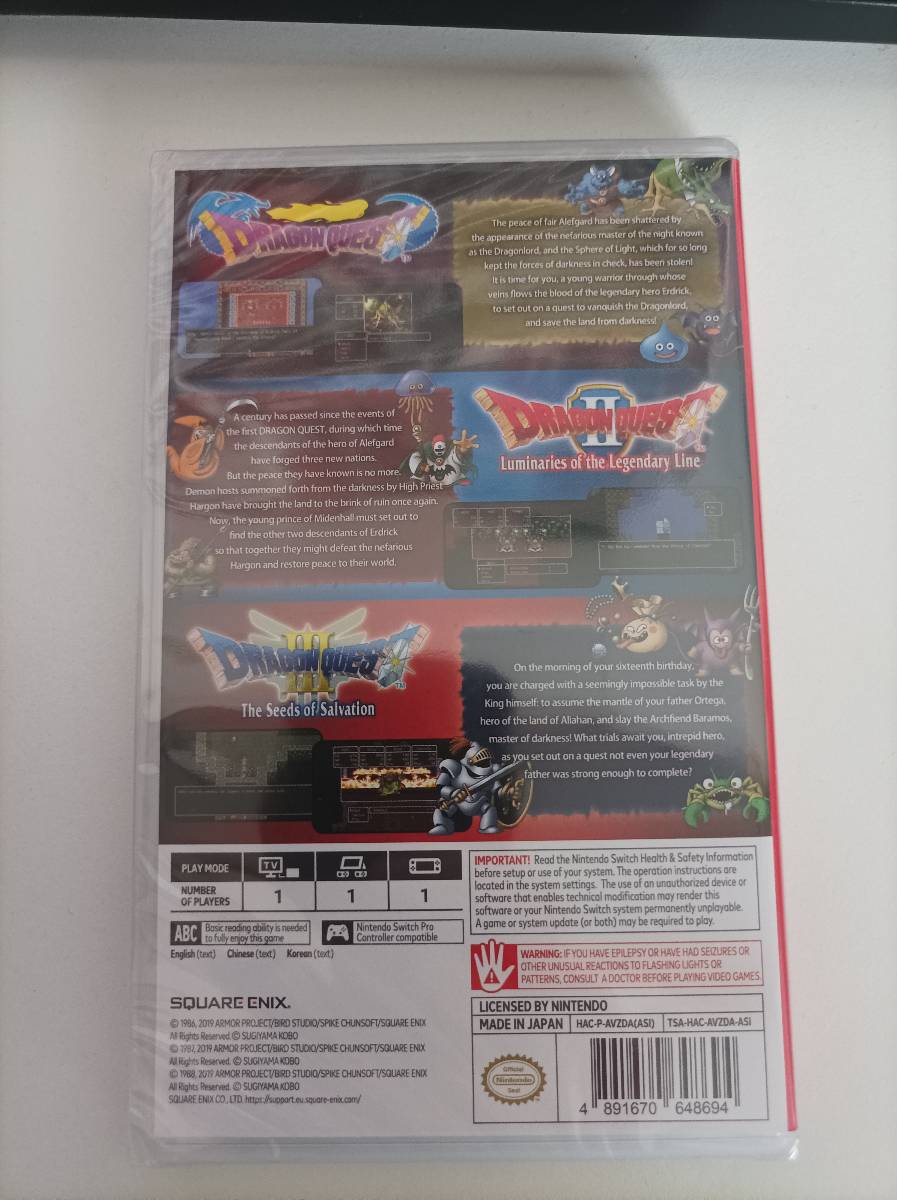 DRAGON QUEST
The peace of fair Alefgard has been shattered by
the appearance of the nefarious master of the night known
as the Dragonlord, and the Sphere of Light, which for so long
kept the forces of darkness in check, has been stolen!
It is time for you, a young warrior through whose
veins flows the blood of the legendary hero Erdrick,
to set out on a quest to vanquish the Dragonlord,
and save the land from darkness!
A century has passed since the events of
the first DRAGON QUEST, during which time
the descendants of the hero of Alefgard
have forged three new nations.
But the peace they have known is no more.
Demon hosts summoned forth from the darkness by High Priest
Hargon have brought the land to the brink of ruin once again.
Now, the young prince of Midenhall must set out to
find the other two descendants of Erdrick
so that together they might defeat the nefarious
Hargon and restore peace to their world.
DRAGON QUEST
II
Luminaries of the Legendary Line
DRAGON QUEST
III
TM
The Seeds of Salvation
On the morning of your sixteenth birthday,
you are charged with a seemingly impossible task by the
King himself: to assume the mantle of your father Ortega,
hero of the land of Aliahan, and slay the Archfiend Baramos,
master of darkness! What trials await you, intrepid hero,
as you set out on a quest not even your legendary
father was strong enough to complete?
PLAY MODE
TV
NUMBER
OF PLAYERS
1 1 1
ABC
Basic reading ability is needed
to fully enjoy this game
Nintendo Switch Pro
Controller compatible
English (text) Chinese (text) Korean (text)
SQUARE ENIX.
© 1986, 2019 ARMOR PROJECT/BIRD STUDIO/SPIKE CHUNSOFT/SQUARE ENIX
All Rights Reserved. © SUGIYAMA KOBO
© 1987, 2019 ARMOR PROJECT/BIRD STUDIO/SPIKE CHUNSOFT/SQUARE ENIX
All Rights Reserved. © SUGIYAMA KOBO
© 1988, 2019 ARMOR PROJECT/BIRD STUDIO/SPIKE CHUNSOFT/SQUARE ENIX
All Rights Reserved. © SUGIYAMA KOBO
SQUARE ENIX CO., LTD. https://support.eu.square-enix.com/
IMPORTANT! Read the Nintendo Switch Health & Safety Information
before setup or use of your system. The operation instructions are
located in the system settings. The use of an unauthorized device or
software that enables technical modification may render this
software or your Nintendo Switch system permanently unplayable.
A game or system update (or both) may be required to play.
WARNING: IF YOU HAVE EPILEPSY OR HAVE HAD SEIZURES OR
OTHER UNUSUAL REACTIONS TO FLASHING LIGHTS OR
PATTERNS, CONSULT A DOCTOR BEFORE PLAYING VIDEO GAMES.
LICENSED BY NINTENDO
MADE IN JAPAN HAC-P-AVZDA(ASI) TSA-HAC-AVZDA-ASI
Official
Nintendo
Seal
4 891670 648694